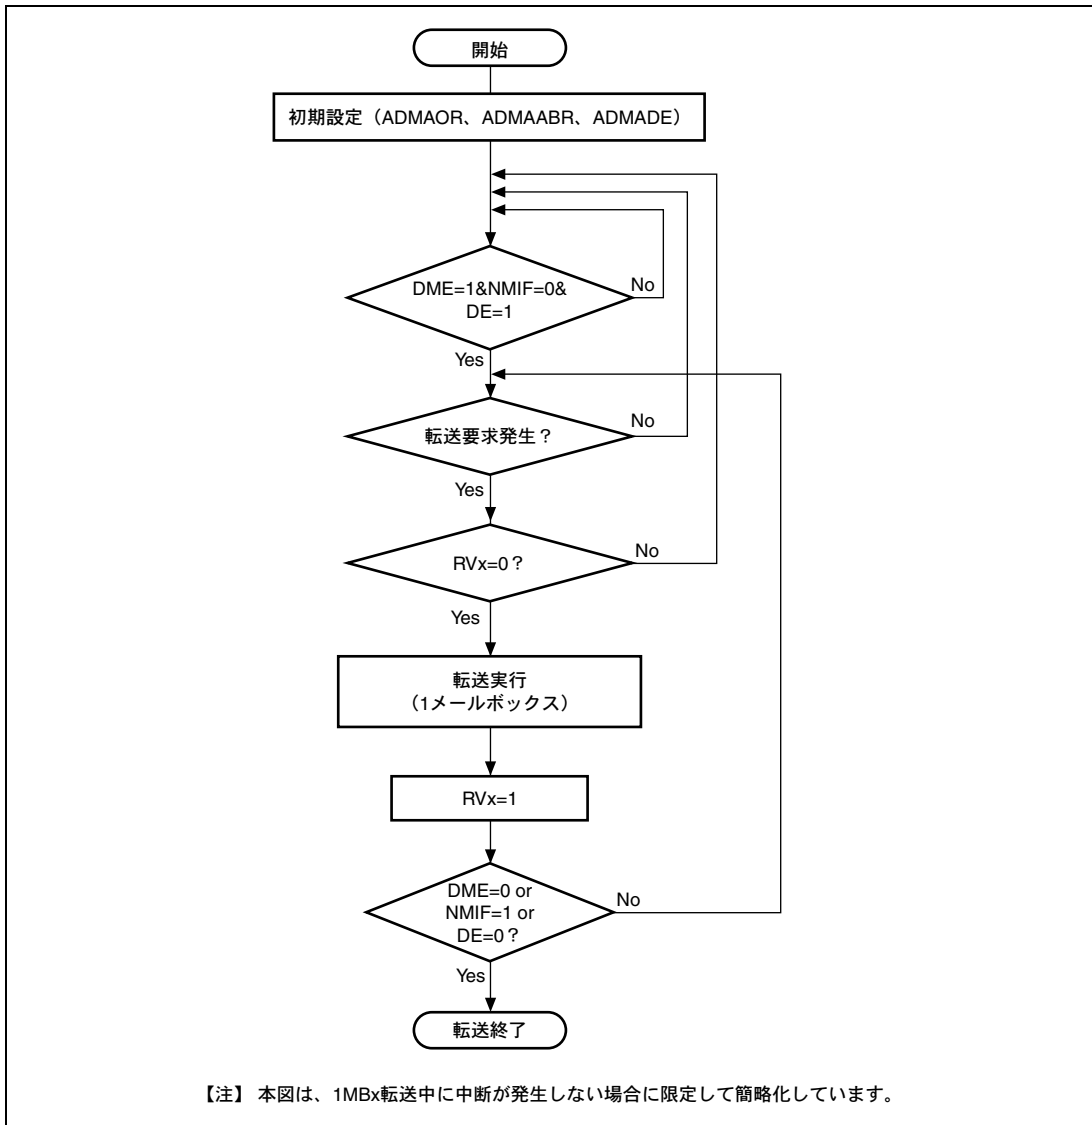 開始
初期設定（ADMAOR、ADMAABR、ADMADE）
DME=1&NMIF=0&
DE=1
No
Yes
転送要求発生？
No
Yes
RVx=0？
No
Yes
転送実行
（1メールボックス）
RVx=1
DME=0 or
NMIF=1 or
DE=0？
No
Yes
転送終了
【注】 本図は、1MBx転送中に中断が発生しない場合に限定して簡略化しています。